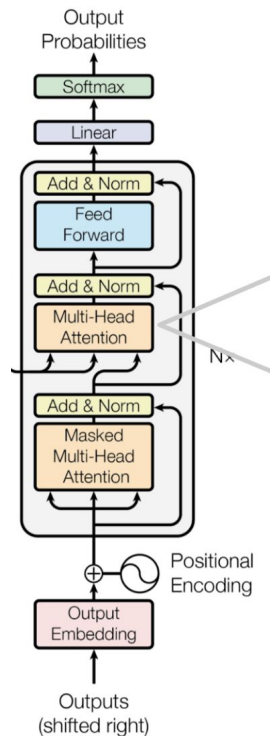 Output
Probabilities
Softmax
Linear
Add & Norm
Feed
Forward
Add & Norm
Multi-Head
Attention
N×
Add & Norm
Masked
Multi-Head
Attention
Positional
Encoding
Output
Embedding
Outputs
(shifted right)